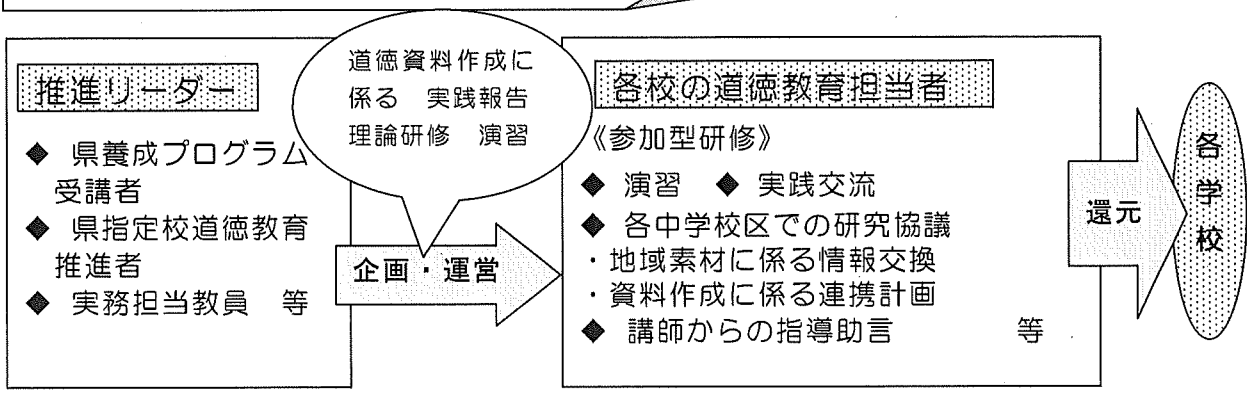 推進リーダー
◆ 県養成プログラム
受講者
◆ 県指定校道徳教育
推進者
◆ 実務担当教員 等
道徳資料作成に
係る 実践報告
理論研修 演習
企画・運営
各校の道徳教育担当者
《参加型研修》
◆ 演習 ◆ 実践交流
◆ 各中学校区での研究協議
・地域素材に係る情報交換
・資料作成に係る連携計画
◆ 講師からの指導助言 等
還元
各学校